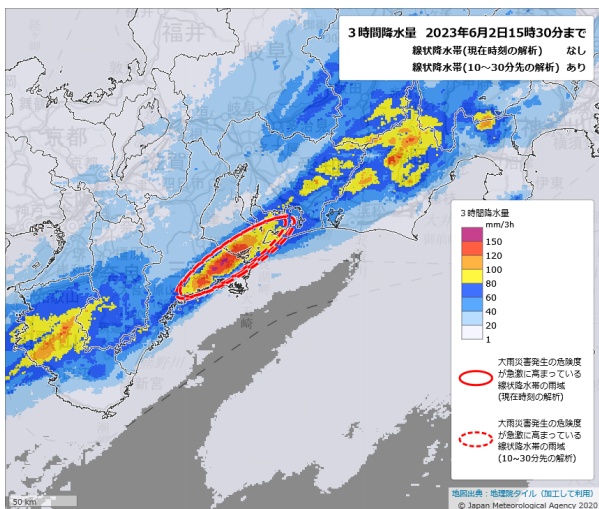 ３時間降水量 2023年6月2日15時30分まで
線状降水帯(現在時刻の解析) なし
線状降水帯(10～30分先の解析) あり
福井
岐阜
岐阜
崎
新宮
伊東
３時間降水量
mm/3h
150
120
100
80
60
40
20
1
大雨災害発生の危険度
が急激に高まっている
線状降水帯の雨域
(現在時刻の解析)
大雨災害発生の危険度
が急激に高まっている
線状降水帯の雨域
(10～30分先の解析)
50 km
地図出典：地理院タイル（加工して利用）
© Japan Meteorological Agency 2020